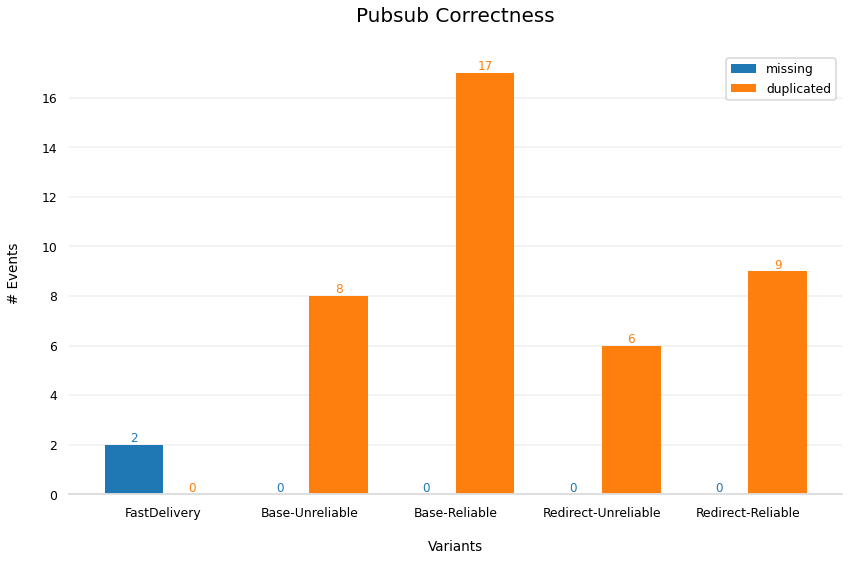 Pubsub Correctness
missing
duplicated
# Events
16
14
12
10
8
6
4
2
0
2
0
0
8
0
17
0
6
0
9
FastDelivery
Base-Unreliable
Base-Reliable
Redirect-Unreliable
Redirect-Reliable
Variants